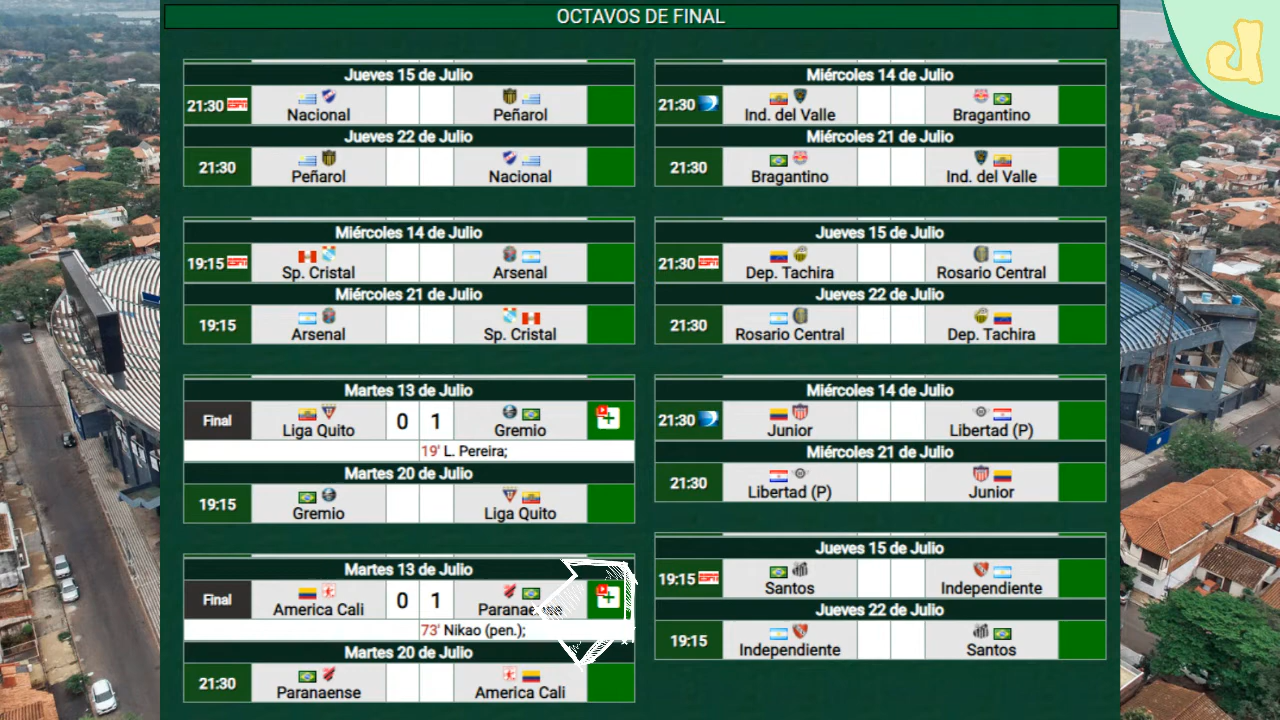 OCTAVOS DE FINAL
Jueves 15 de Julio
21:30 ESPN Nacional Peñarol
Jueves 22 de Julio
21:30 Peñarol Nacional
Miércoles 14 de Julio
19:15 ESPN Sp. Cristal Arsenal
Miércoles 21 de Julio
19:15 Arsenal Sp. Cristal
Martes 13 de Julio
Final Liga Quito 0 1 Gremio
19' L. Pereira;
Martes 20 de Julio
19:15 Gremio Liga Quito
Martes 13 de Julio
Final America Cali 0 1 Paranaense
73' Nikao (pen.);
Martes 20 de Julio
21:30 Paranaense America Cali
Miércoles 14 de Julio
21:30 Ind. del Valle Bragantino
Miércoles 21 de Julio
21:30 Bragantino Ind. del Valle
Jueves 15 de Julio
21:30 ESPN Dep. Tachira Rosario Central
Jueves 22 de Julio
21:30 Rosario Central Dep. Tachira
Miércoles 14 de Julio
21:30 Junior Libertad (P)
Miércoles 21 de Julio
21:30 Libertad (P) Junior
Jueves 15 de Julio
19:15 ESPN Santos Independiente
Jueves 22 de Julio
19:15 Independiente Santos
d